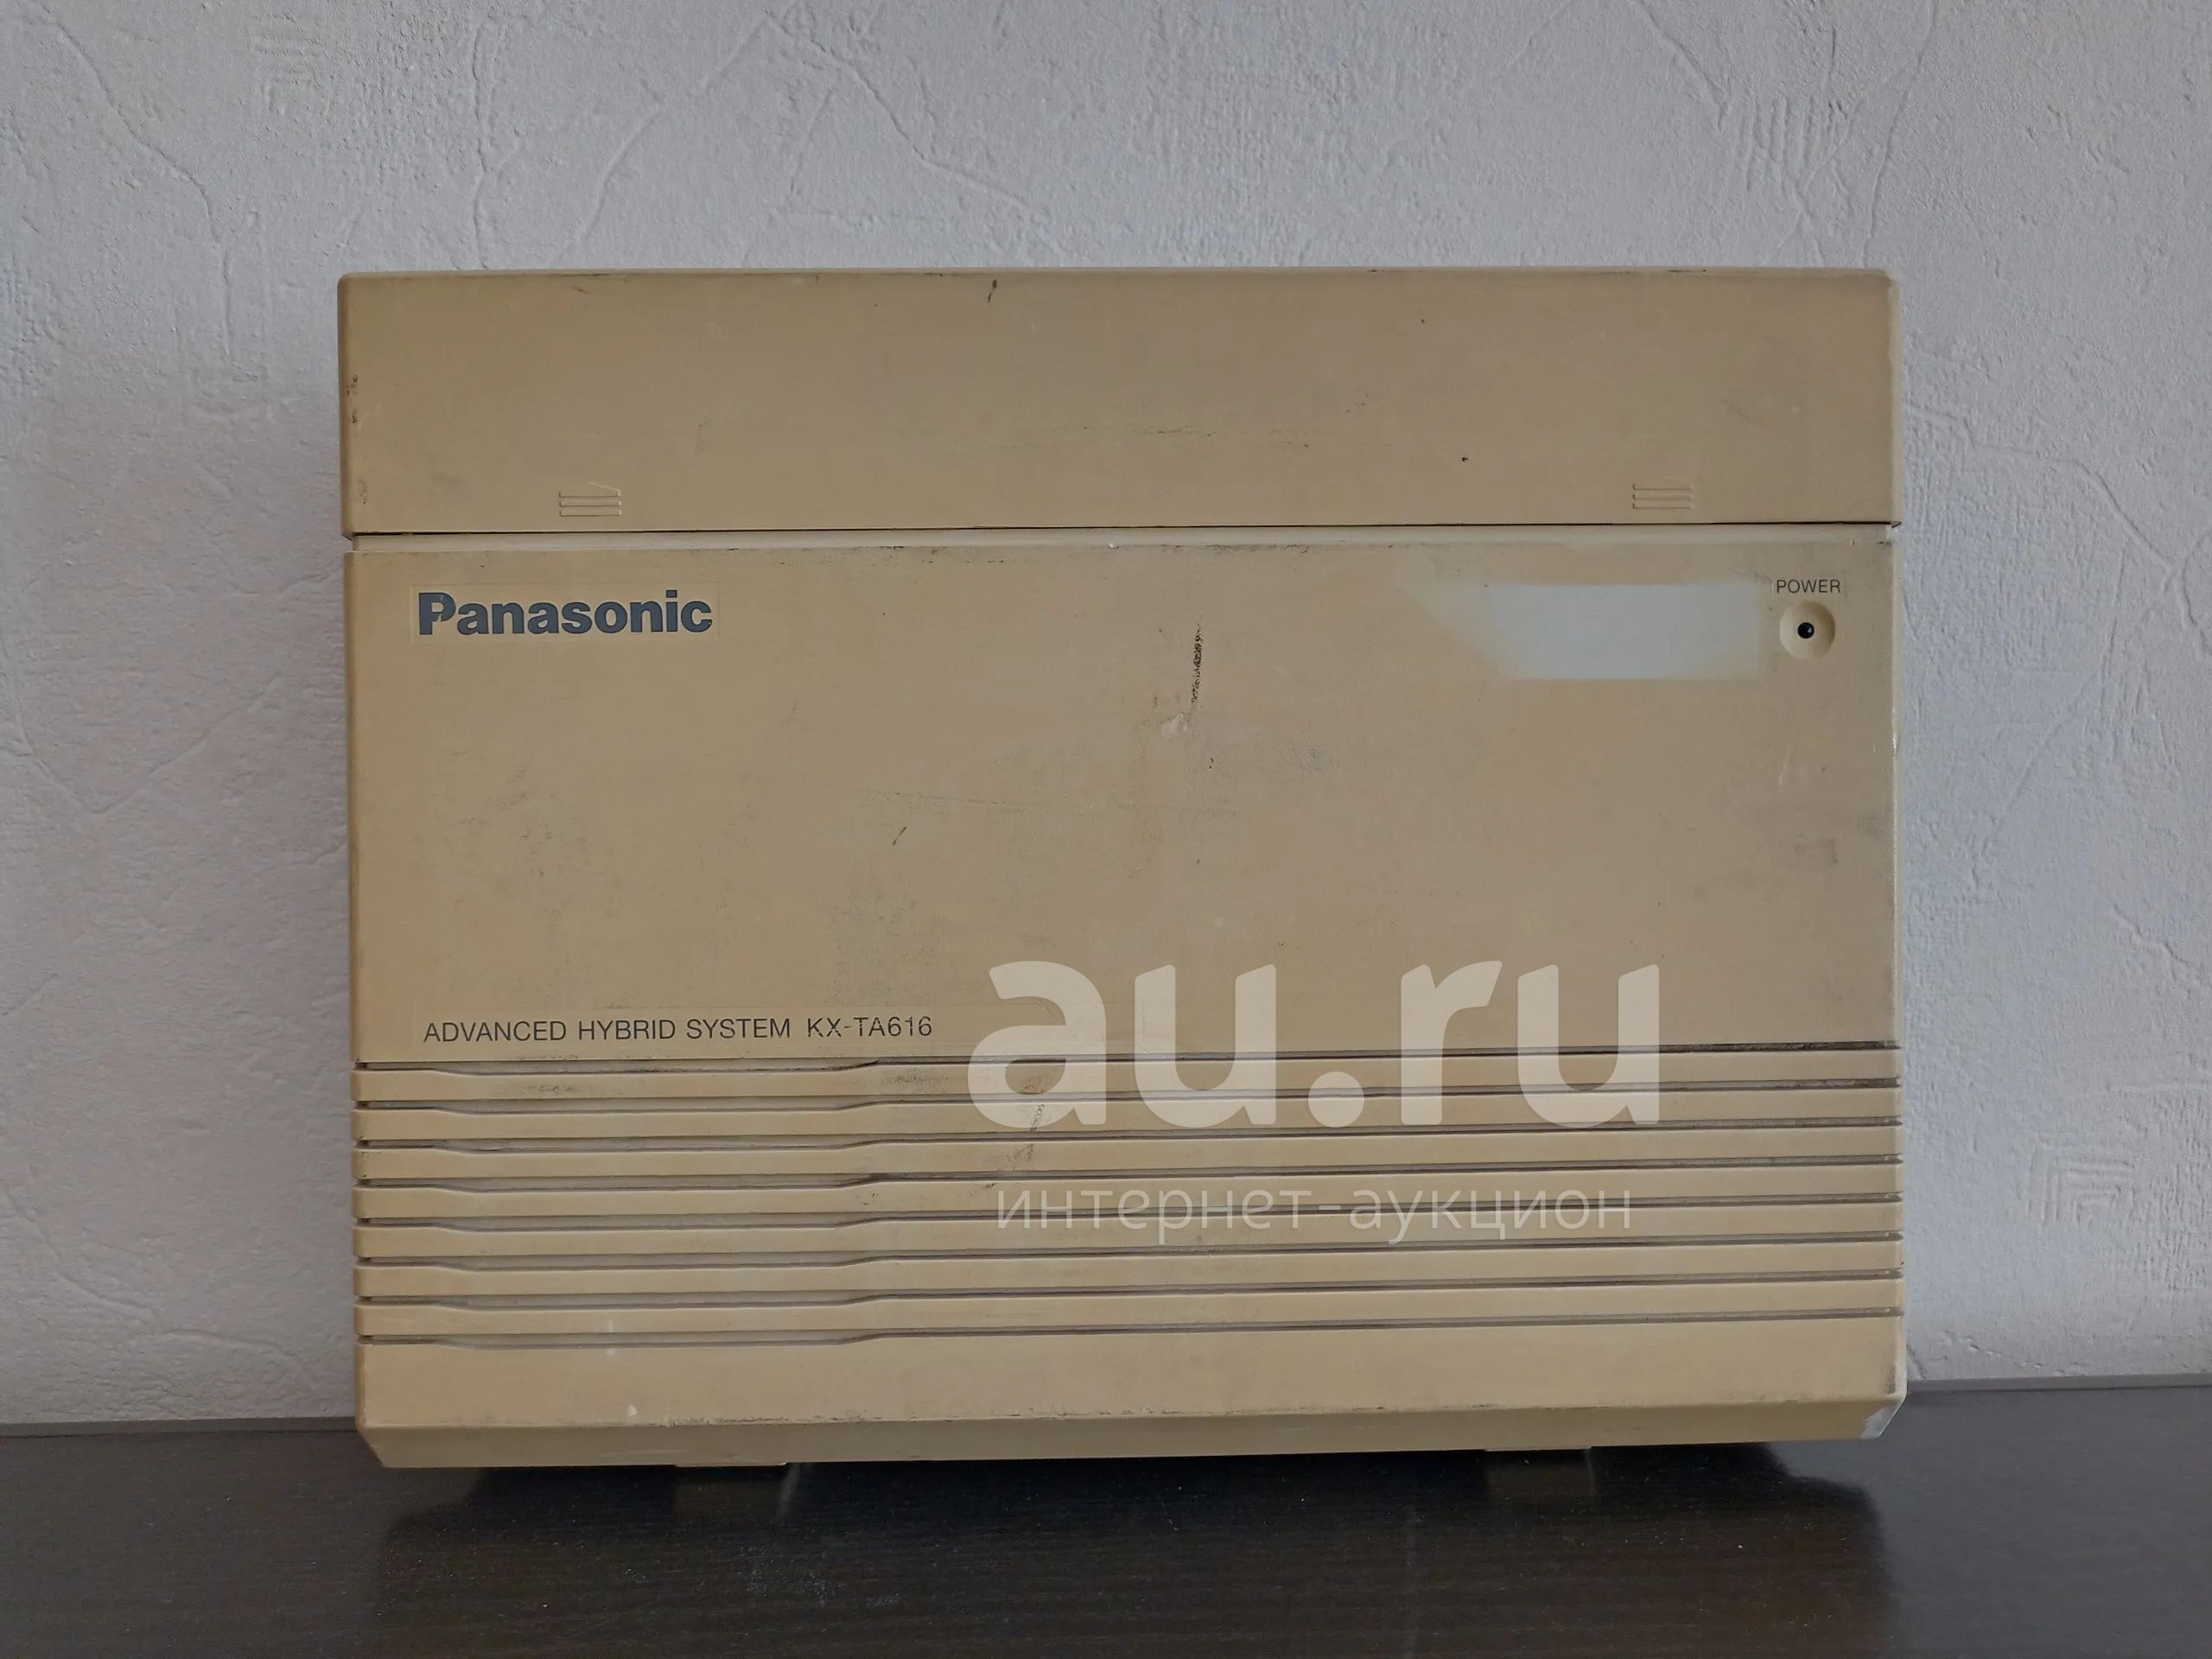 Panasonic
POWER
ADVANCED HYBRID SYSTEM KX-TA616
au.ru
интернет-аукцион